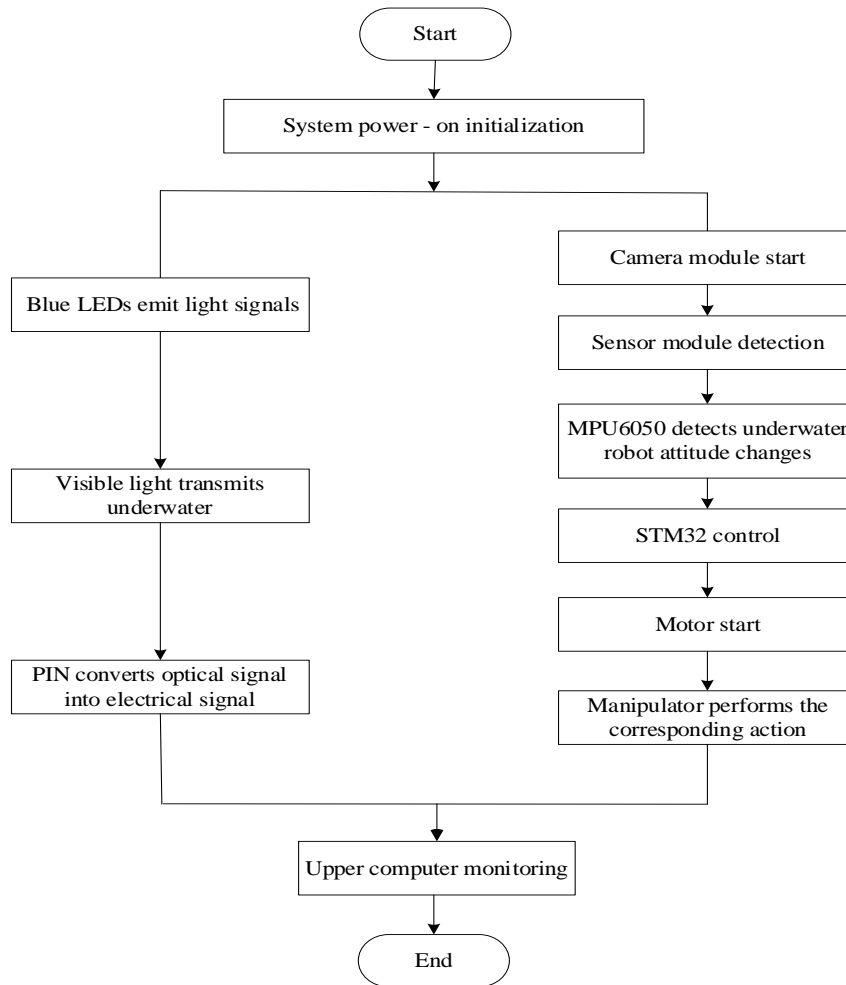 Start
System power - on initialization
Blue LEDs emit light signals
Visible light transmits
underwater
PIN converts optical signal
into electrical signal
Camera module start
Sensor module detection
MPU6050 detects underwater
robot attitude changes
STM32 control
Motor start
Manipulator performs the
corresponding action
Upper computer monitoring
End